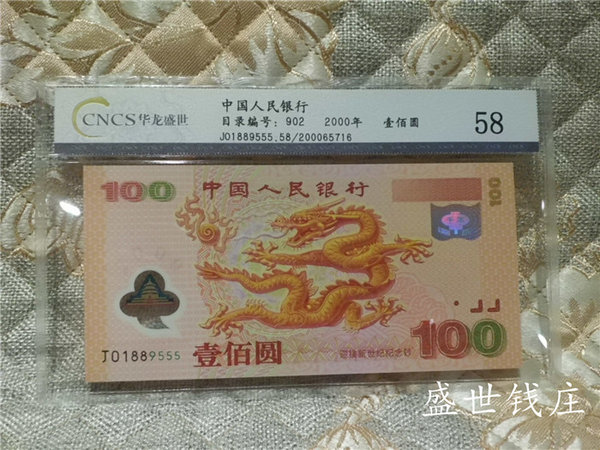 CNCS华龙盛世
中国人民银行
目录编号：902 2000年 壹佰圆
J01889555.58/200065716
58
100
中国人民银行
100
J01889555
壹佰圆
迎接新世纪纪念钞
100
盛世钱庄